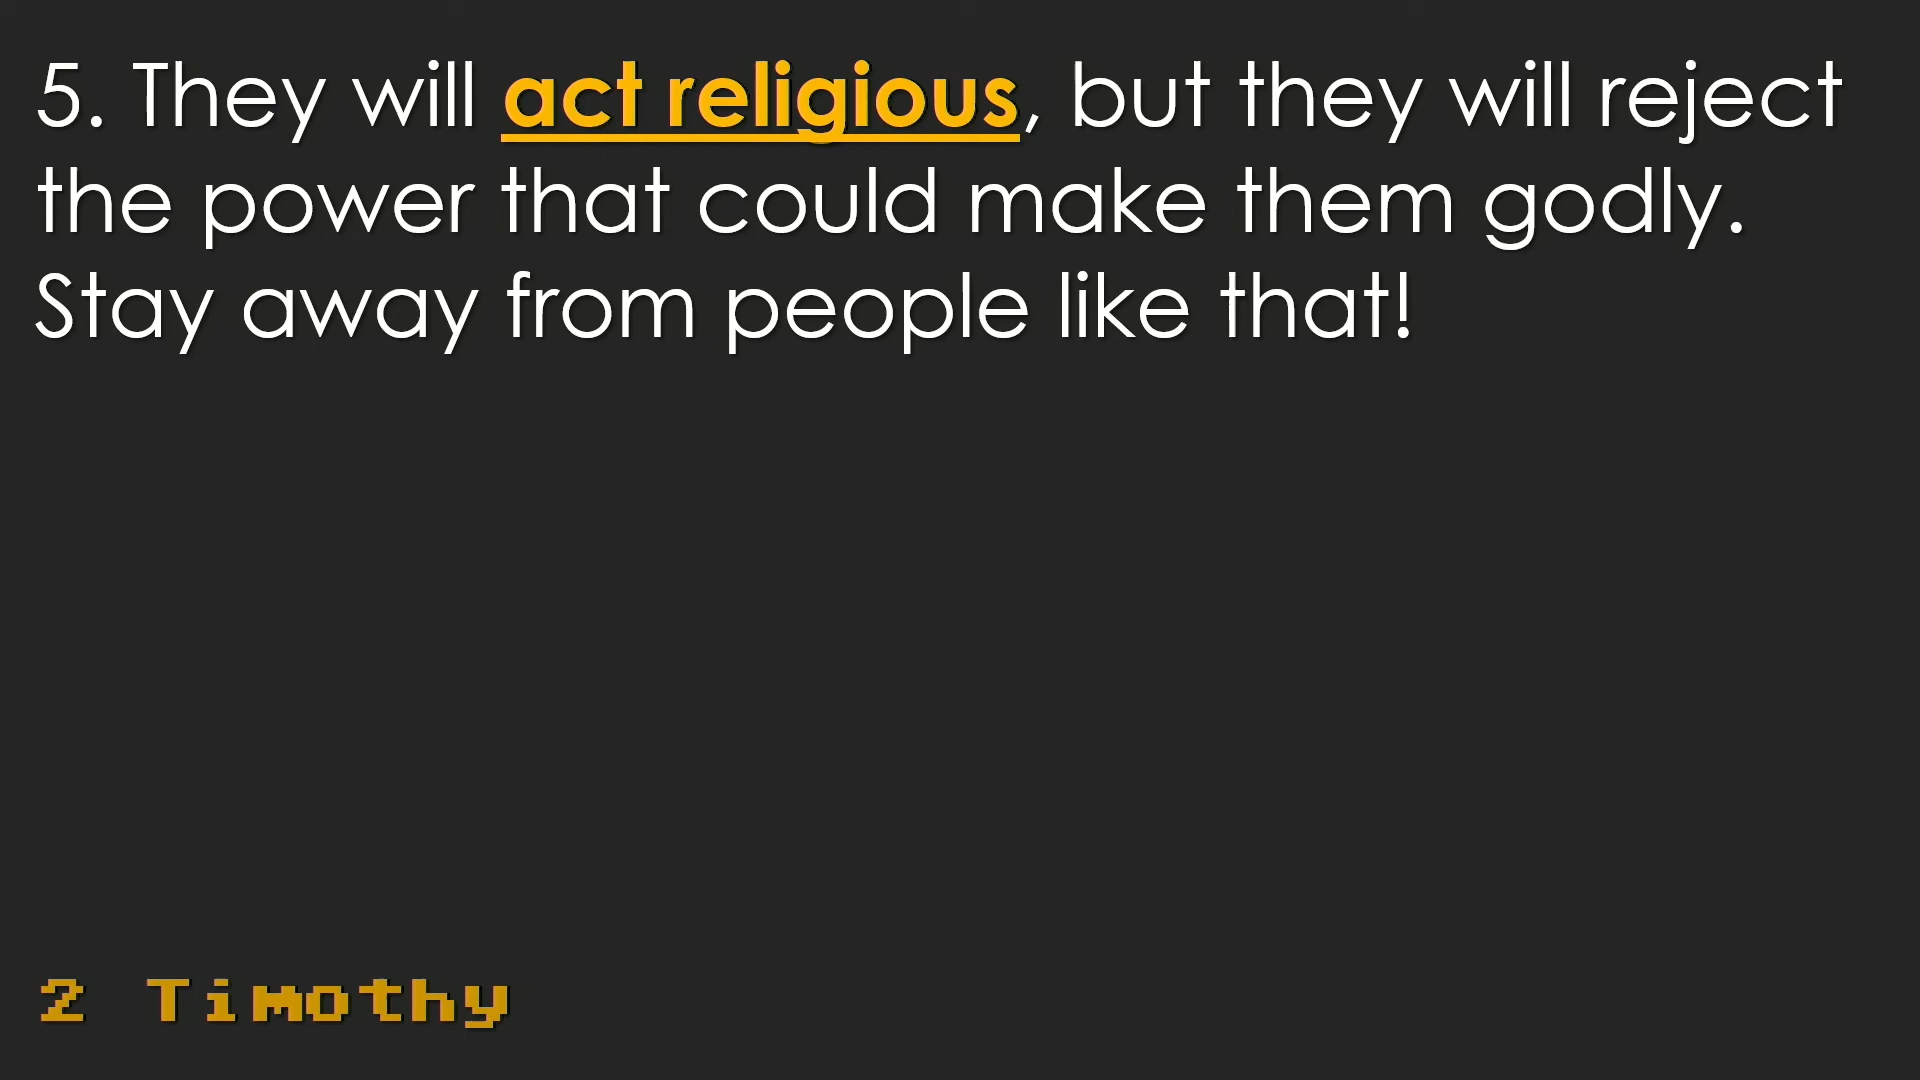 5. They will act religious, but they will reject
the power that could make them godly.
Stay away from people like that!
2 Timothy